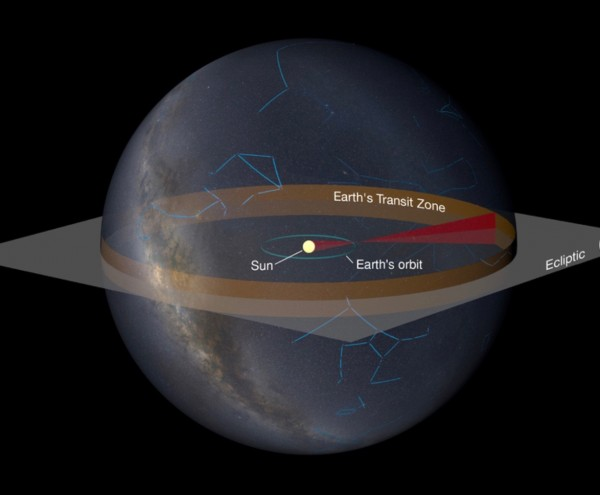 Earth's Transit Zone
Sun
Earth's orbit
Ecliptic